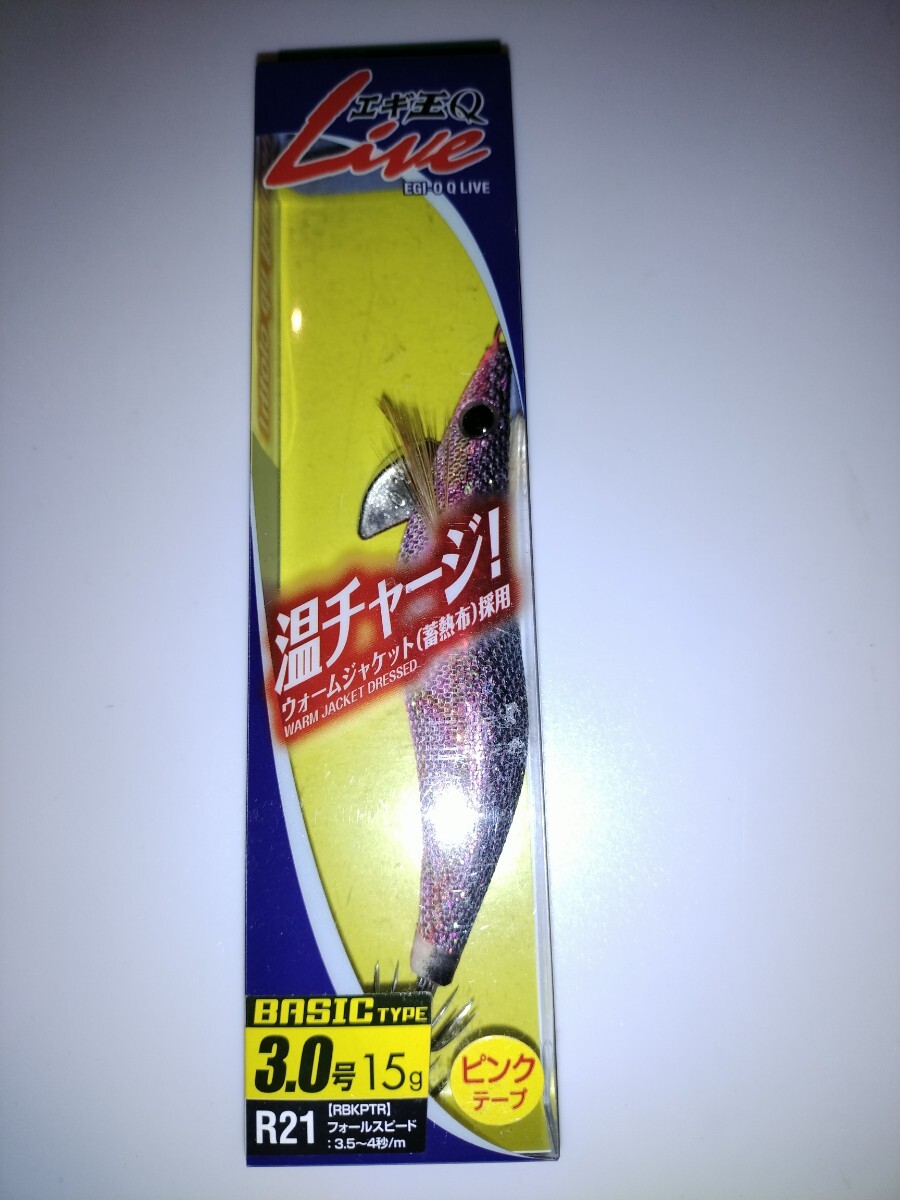 エギ王Q
Live
EGI-O Q LIVE
温チャージ!
ウォームジャケット(蓄熱布)採用
WARM JACKET DRESSED
BASIC TYPE
3.0号 15g
R21
【RBKPTR】
フォールスピード
:3.5〜4秒/m
ピンク
テープ